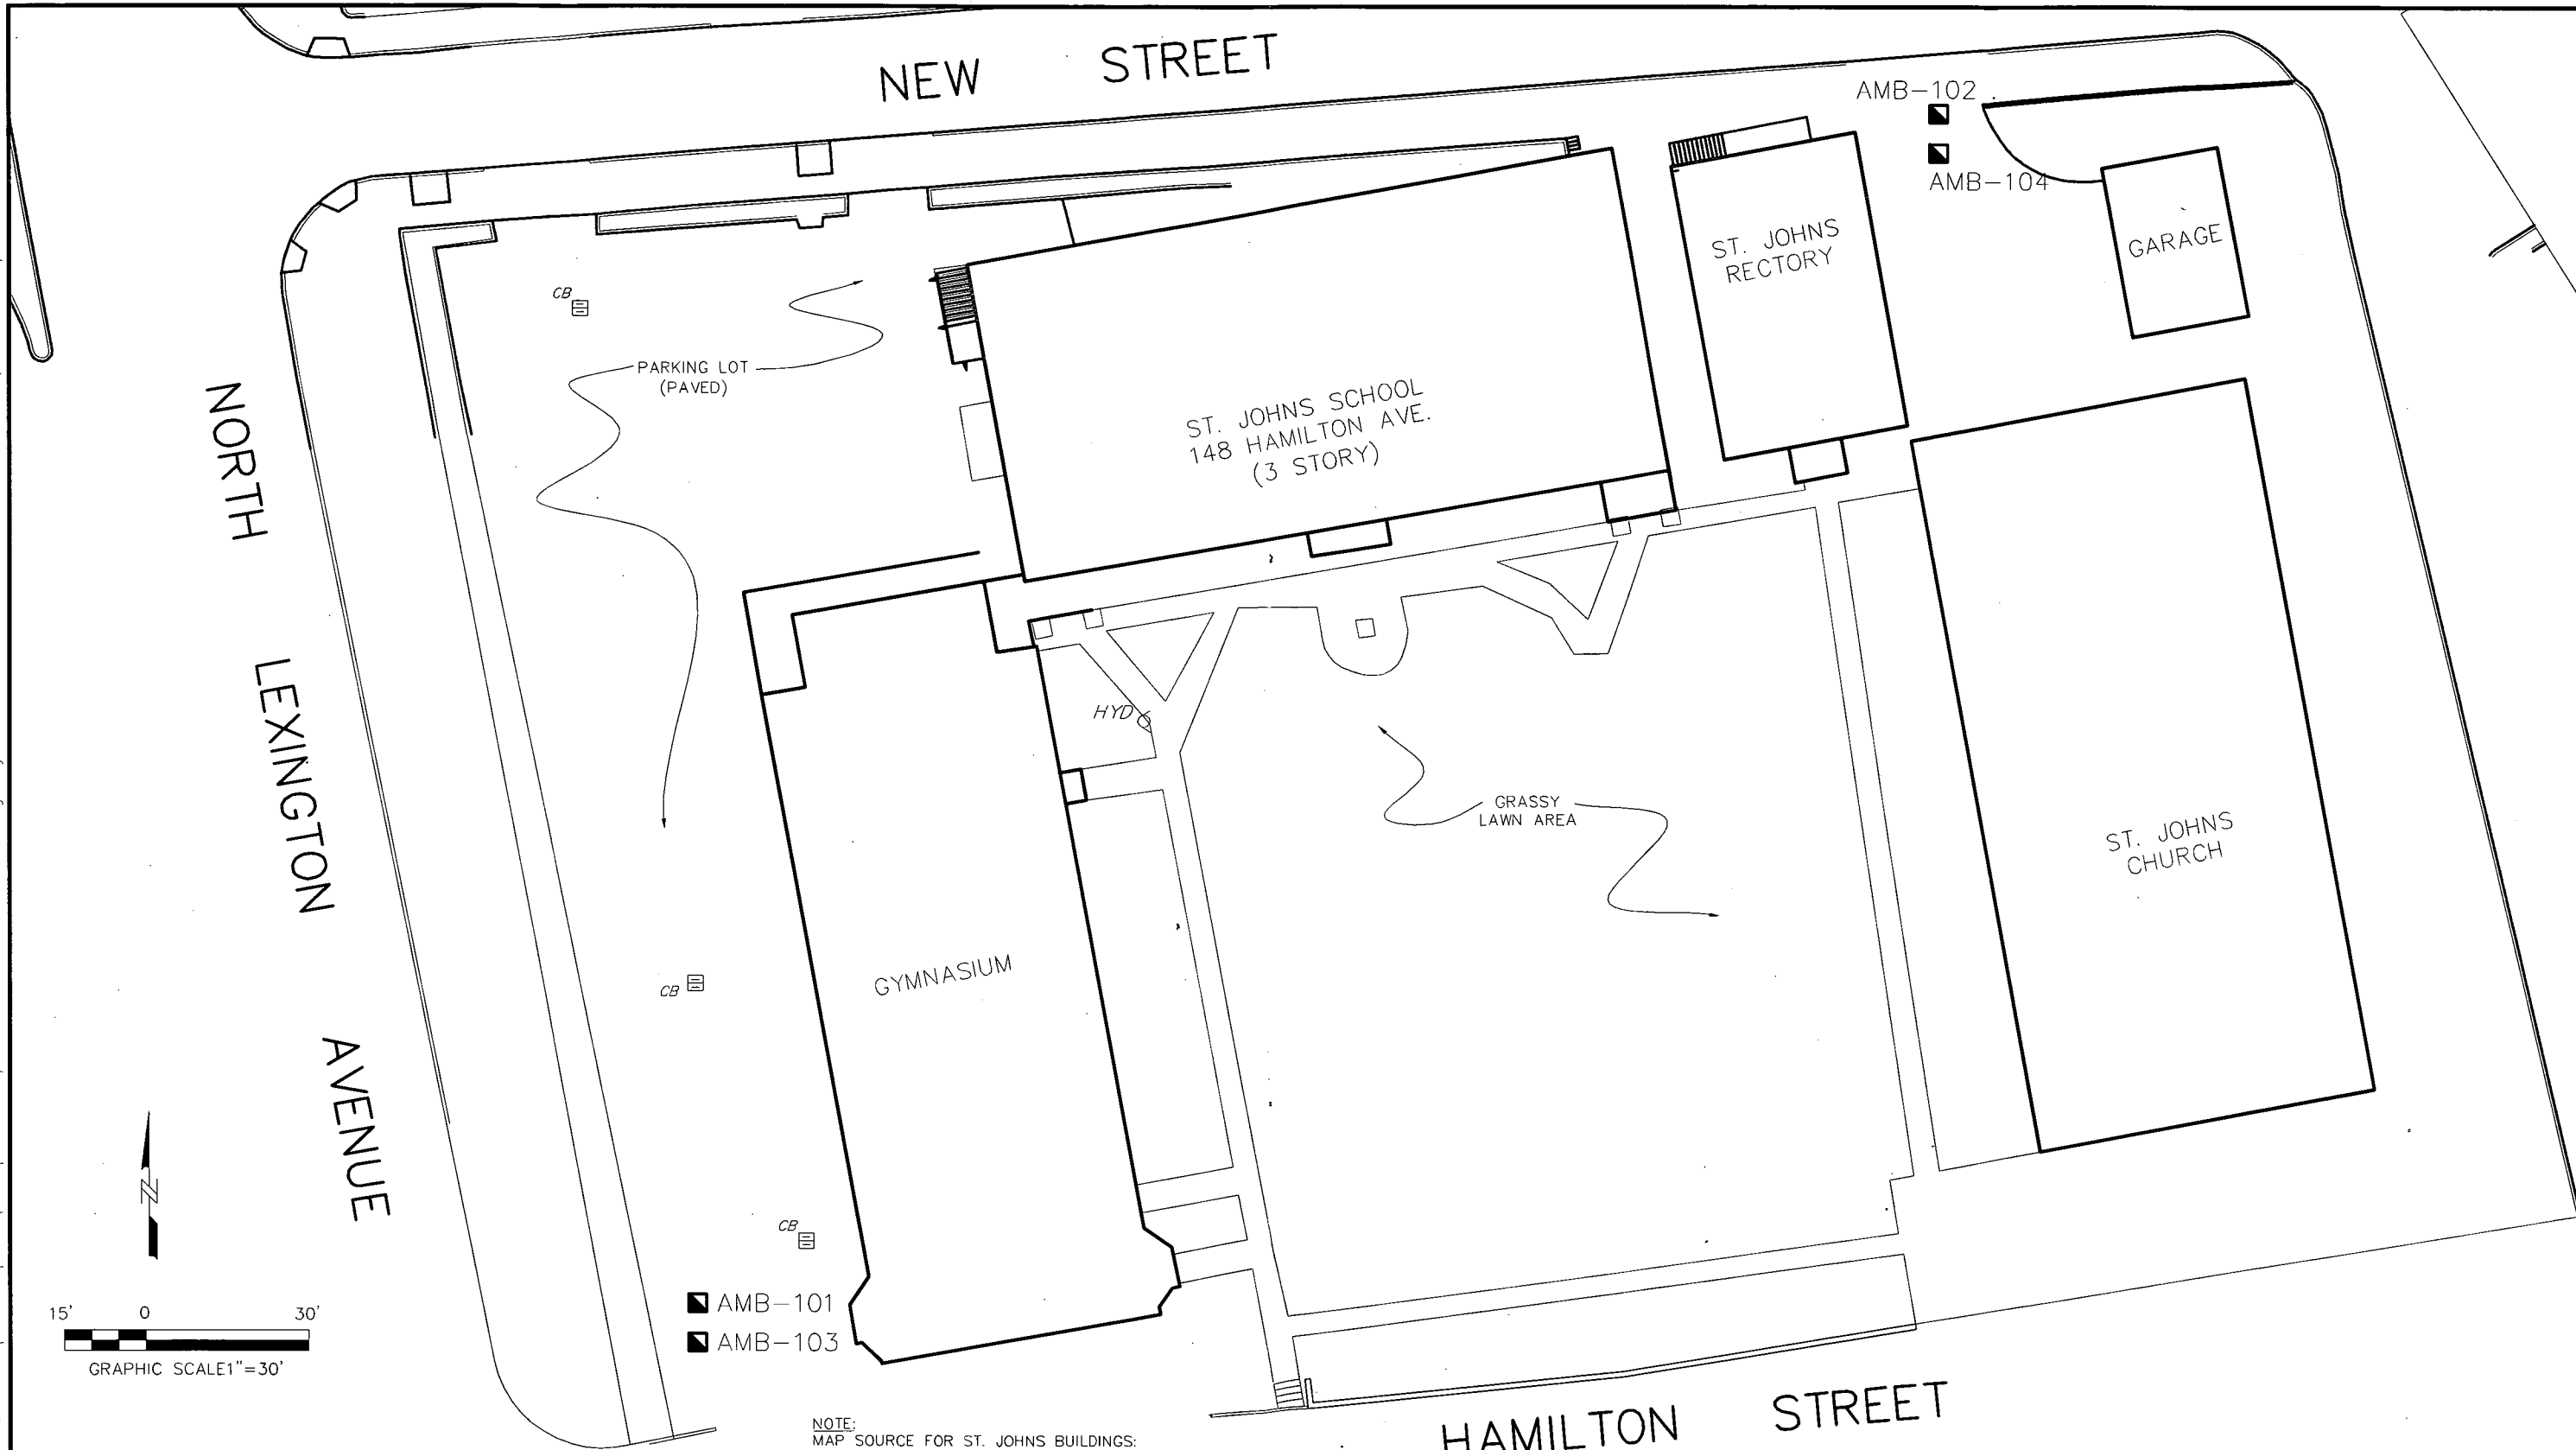 NEW STREET
AMB-102
AMB-104
ST. JOHNS
RECTORY
GARAGE
CB
PARKING LOT
(PAVED)
ST. JOHNS SCHOOL
148 HAMILTON AVE.
(3 STORY)
NORTH LEXINGTON AVENUE
HYD
GRASSY
LAWN AREA
ST. JOHNS
CHURCH
GYMNASIUM
CB
CB
N
AMB-101
AMB-103
15' 0 30'
GRAPHIC SCALE1"=30'
NOTE:
MAP SOURCE FOR ST. JOHNS BUILDINGS:
HAMILTON STREET